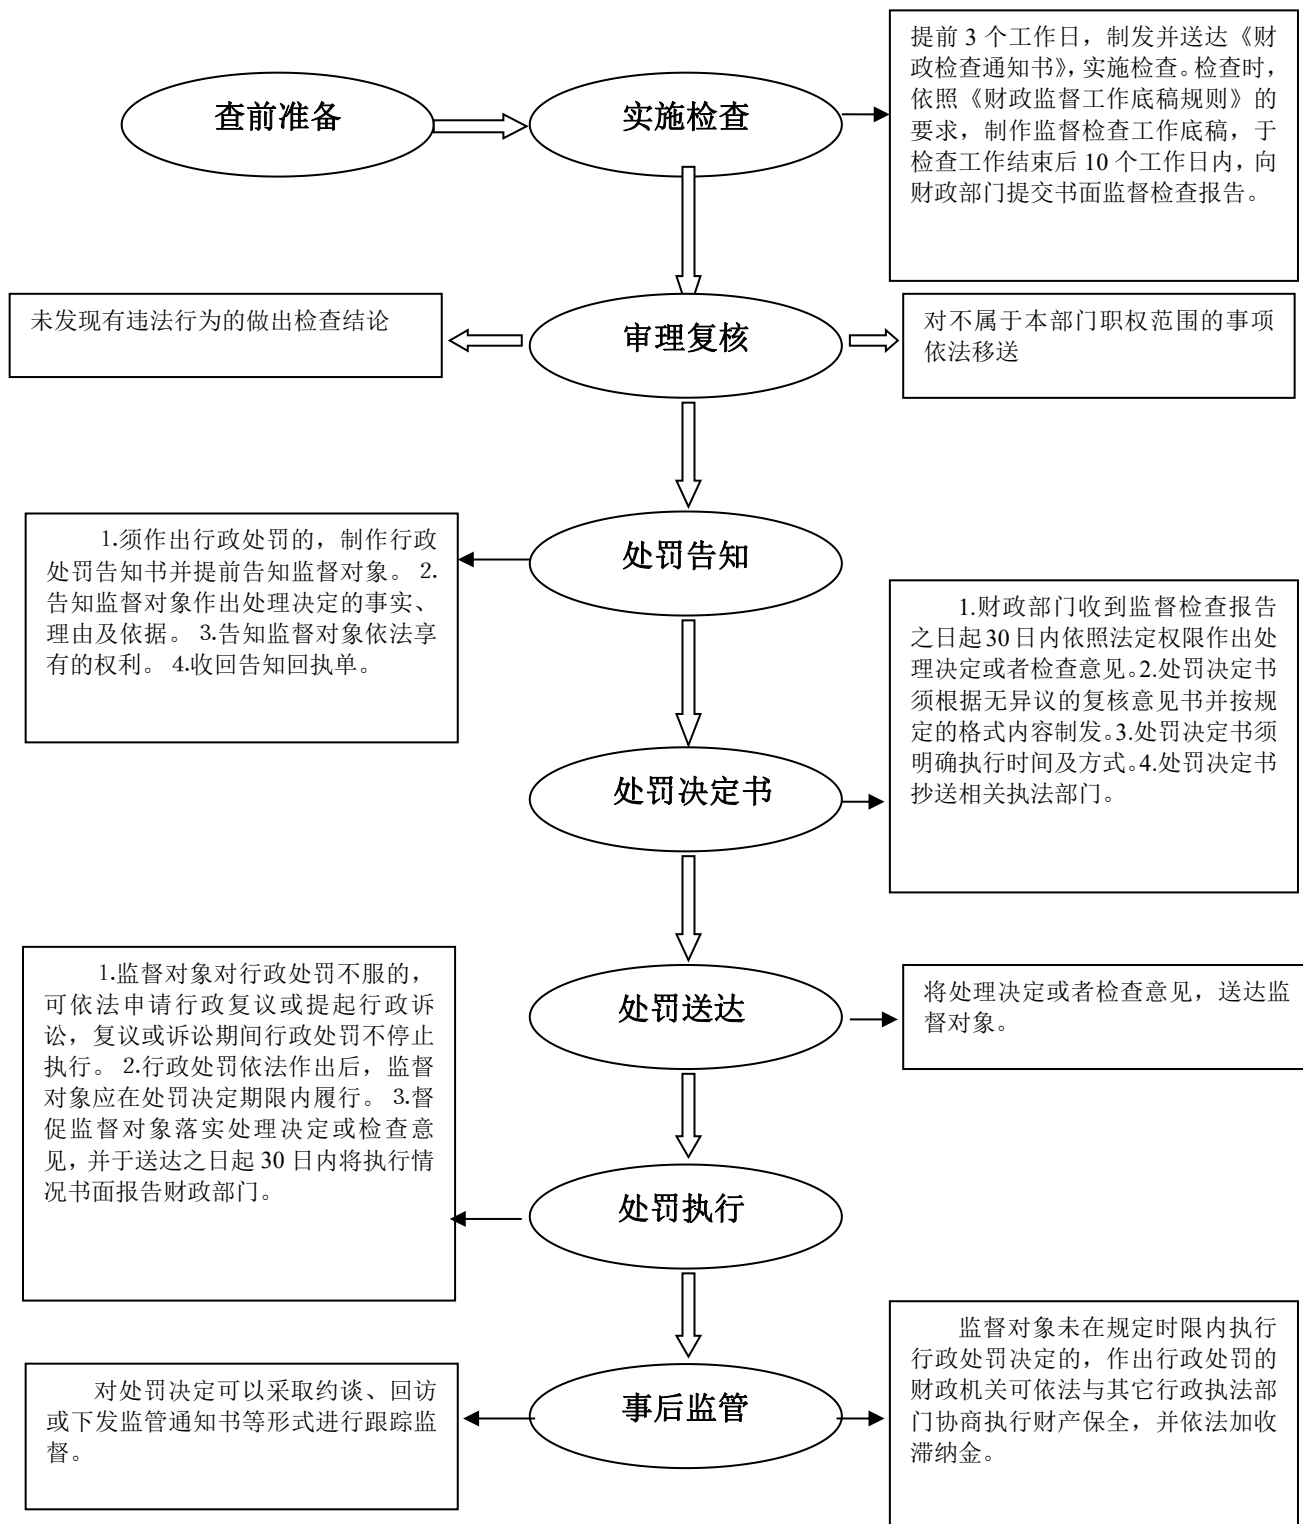 查前准备
实施检查
提前 3 个工作日，制发并送达《财
政检查通知书》，实施检查。检查时，
依照《财政监督工作底稿规则》的
要求，制作监督检查工作底稿，于
检查工作结束后 10 个工作日内，向
财政部门提交书面监督检查报告。
未发现有违法行为的做出检查结论
审理复核
对不属于本部门职权范围的事项
依法移送
处罚告知
1.须作出行政处罚的，制作行政
处罚告知书并提前告知监督对象。 2.
告知监督对象作出处理决定的事实、
理由及依据。 3.告知监督对象依法享
有的权利。 4.收回告知回执单。
处罚决定书
1.财政部门收到监督检查报告
之日起 30 日内依照法定权限作出处
理决定或者检查意见。2.处罚决定书
须根据无异议的复核意见书并按规
定的格式内容制发。3.处罚决定书须
明确执行时间及方式。4.处罚决定书
抄送相关执法部门。
处罚送达
将处理决定或者检查意见，送达监
督对象。
1.监督对象对行政处罚不服的，
可依法申请行政复议或提起行政诉
讼，复议或诉讼期间行政处罚不停止
执行。 2.行政处罚依法作出后，监督
对象应在处罚决定期限内履行。 3.督
促监督对象落实处理决定或检查意
见，并于送达之日起 30 日内将执行情
况书面报告财政部门。
处罚执行
对处罚决定可以采取约谈、回访
或下发监管通知书等形式进行跟踪监
督。
事后监管
监督对象未在规定时限内执行
行政处罚决定的，作出行政处罚的
财政机关可依法与其它行政执法部
门协商执行财产保全，并依法加收
滞纳金。